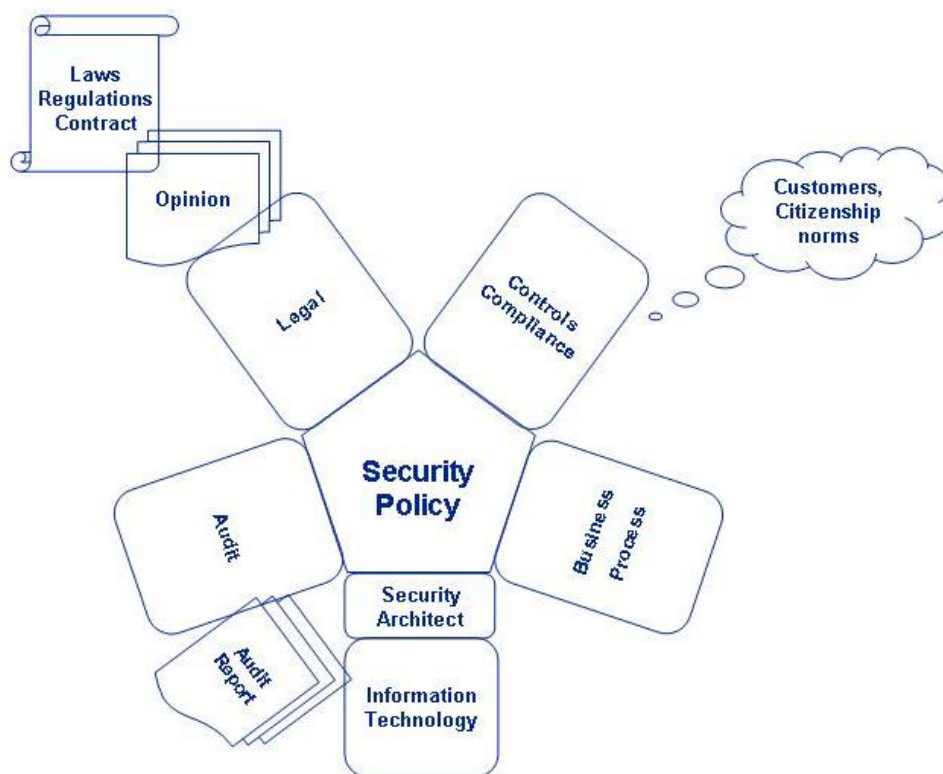 Laws
Regulations
Contract
Opinion
Customers,
Citizenship
norms
Legal
Controls
Compliance
Security
Policy
Audit
Business
Process
Security
Architect
Audit
Report
Information
Technology